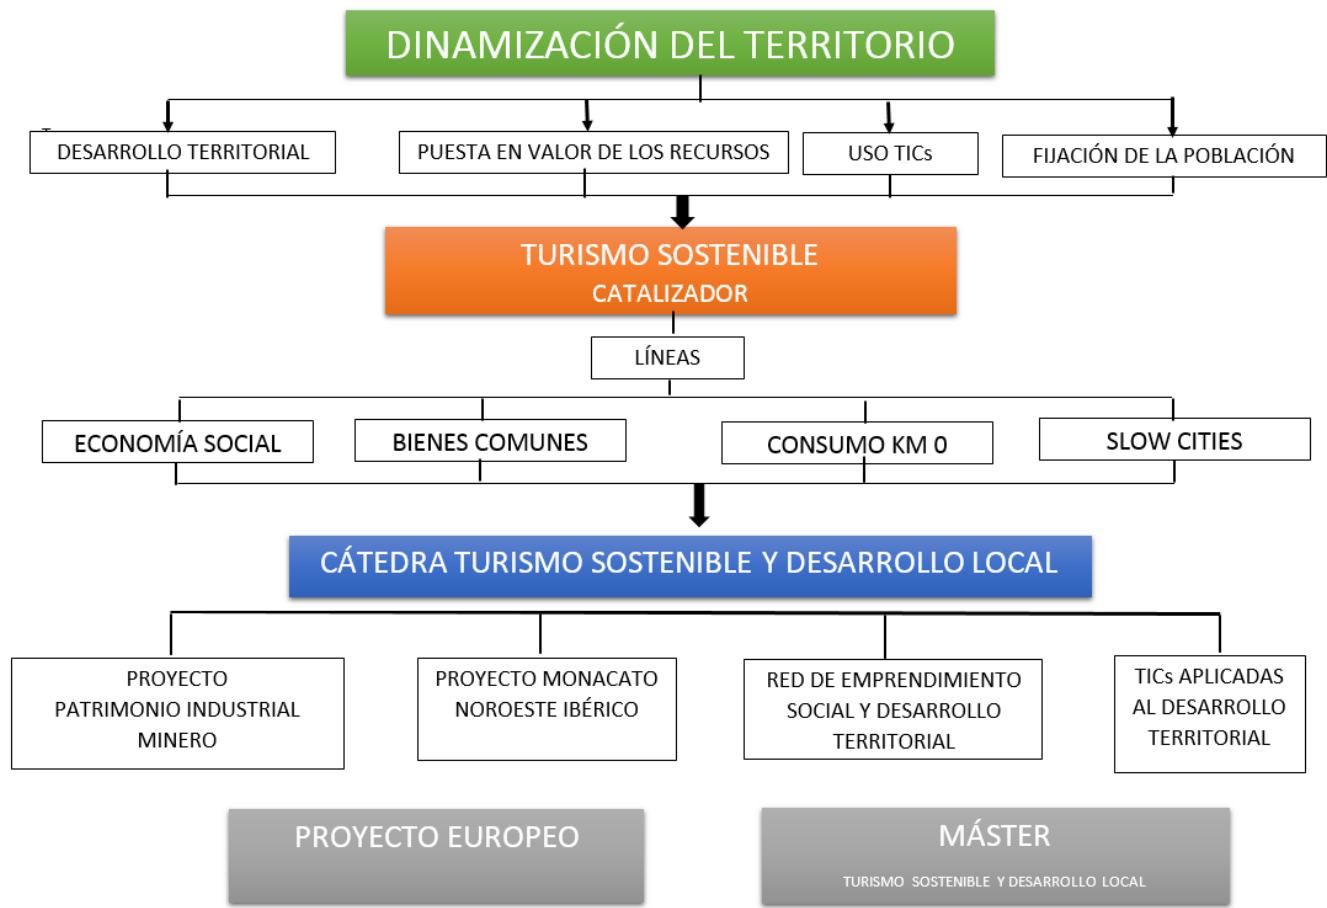 DINAMIZACIÓN DEL TERRITORIO
DESARROLLO TERRITORIAL
PUESTA EN VALOR DE LOS RECURSOS
USO TICs
FIJACIÓN DE LA POBLACIÓN
TURISMO SOSTENIBLE
CATALIZADOR
LÍNEAS
ECONOMÍA SOCIAL
BIENES COMUNES
CONSUMO KM 0
SLOW CITIES
CÁTEDRA TURISMO SOSTENIBLE Y DESARROLLO LOCAL
PROYECTO
PATRIMONIO INDUSTRIAL
MINERO
PROYECTO MONACATO
NOROESTE IBÉRICO
RED DE EMPRENDIMIENTO
SOCIAL Y DESARROLLO
TERRITORIAL
TICs APLICADAS
AL DESARROLLO
TERRITORIAL
PROYECTO EUROPEO
MÁSTER
TURISMO SOSTENIBLE Y DESARROLLO LOCAL